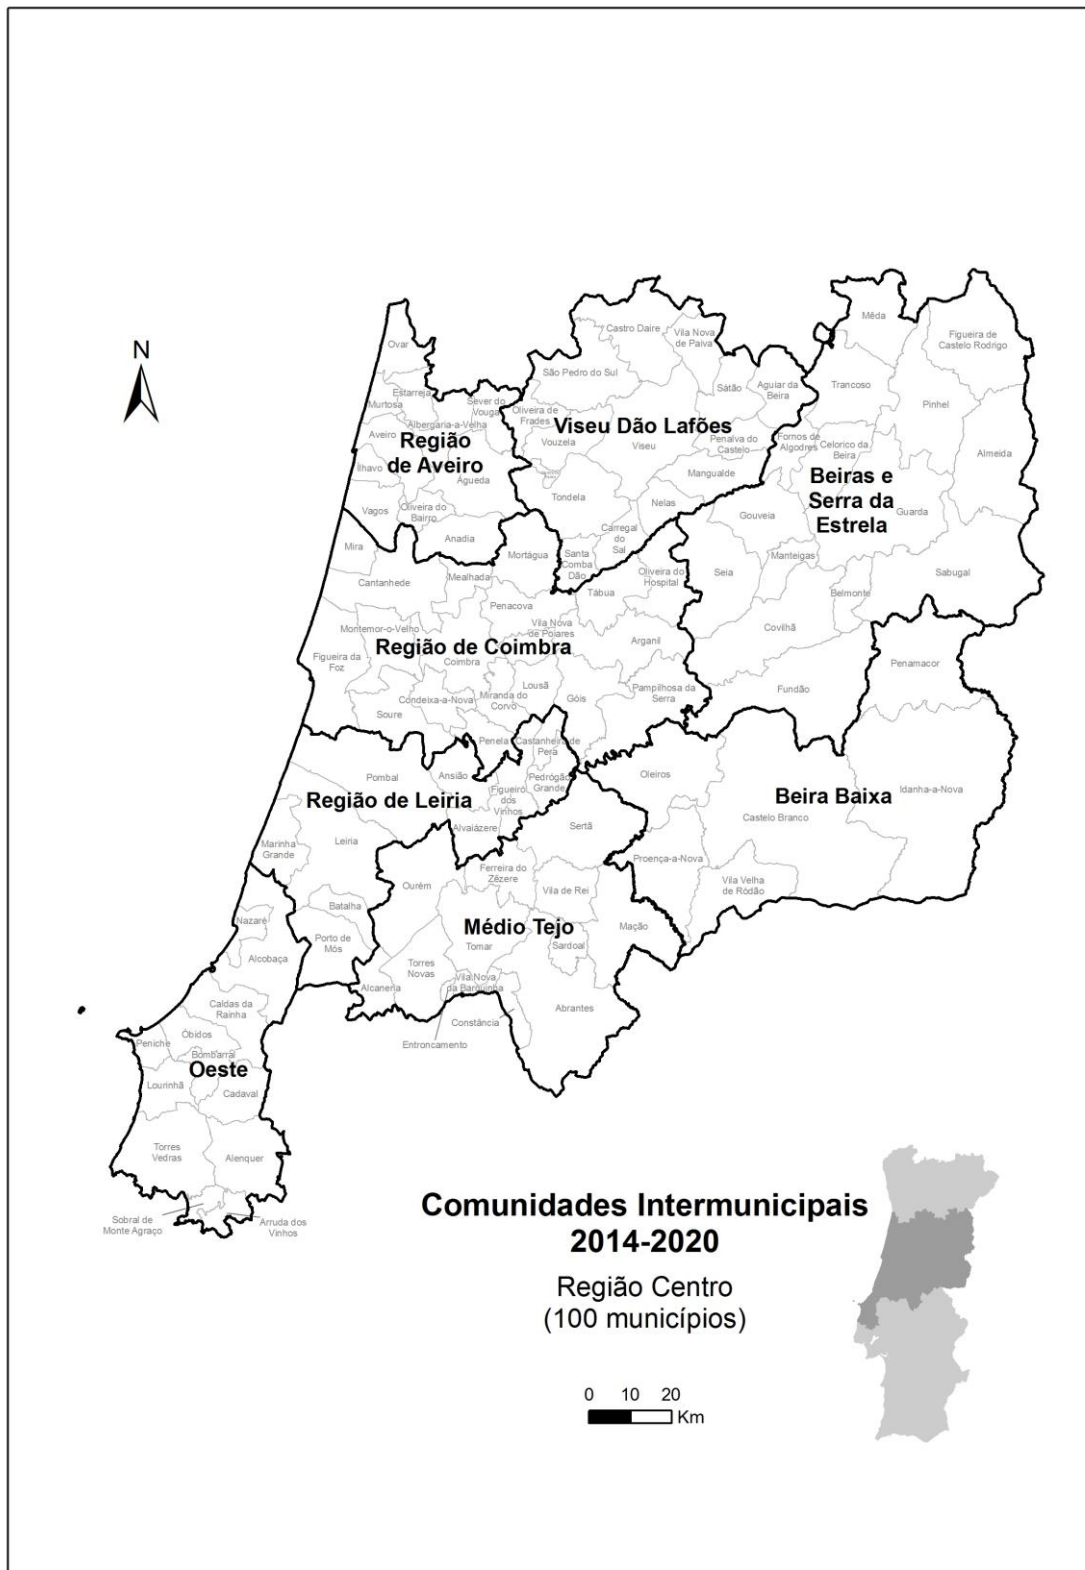 N
Ovar
Estarreja
Murtosa
Sever do
Vouga
Albergaria-a-Velha
Aveiro
Região
de Aveiro
Ílhavo
Águeda
Vagos
Oliveira do
Bairro
Anadia
Castro Daire
Vila Nova
de Paiva
São Pedro do Sul
Sátão
Aguiar da
Beira
Oliveira de
Frades
Viseu Dão Lafões
Vouzela
Viseu
Penalva do
Castelo
Mangualde
Tondela
Nelas
Carregal
do
Sal
Santa
Comba
Dão
Mêda
Figueira de
Castelo Rodrigo
Trancoso
Pinhel
Fornos de
Algodres
Celorico da
Beira
Almeida
Beiras e
Serra da
Estrela
Gouveia
Guarda
Manteigas
Seia
Sabugal
Belmonte
Covilhã
Fundão
Mira
Cantanhede
Mealhada
Mortágua
Oliveira do
Hospital
Tábua
Penacova
Vila Nova
de Poiares
Montemor-o-Velho
Arganil
Região de Coimbra
Figueira da
Foz
Coimbra
Lousã
Condeixa-a-Nova
Miranda do
Corvo
Góis
Pampilhosa da
Serra
Soure
Penela
Penamacor
Castanheira de
Pera
Pombal
Ansião
Pedrógão
Grande
Figueiró
dos
Vinhos
Região de Leiria
Alvaiázere
Marinha
Grande
Leiria
Batalha
Porto de
Mós
Oleiros
Idanha-a-Nova
Beira Baixa
Castelo Branco
Proença-a-Nova
Vila Velha
de Ródão
Sertã
Ferreira do
Zêzere
Ourém
Vila de Rei
Médio Tejo
Mação
Tomar
Sardoal
Torres
Novas
Vila Nova
da Barquinha
Alcanena
Abrantes
Constância
Entroncamento
Nazaré
Alcobaça
Caldas da
Rainha
Óbidos
Peniche
Bombarral
Oeste
Lourinhã
Cadaval
Torres
Vedras
Alenquer
Sobral de
Monte Agraço
Arruda dos
Vinhos
Comunidades Intermunicipais
2014-2020
Região Centro
(100 municípios)
0 10 20
Km